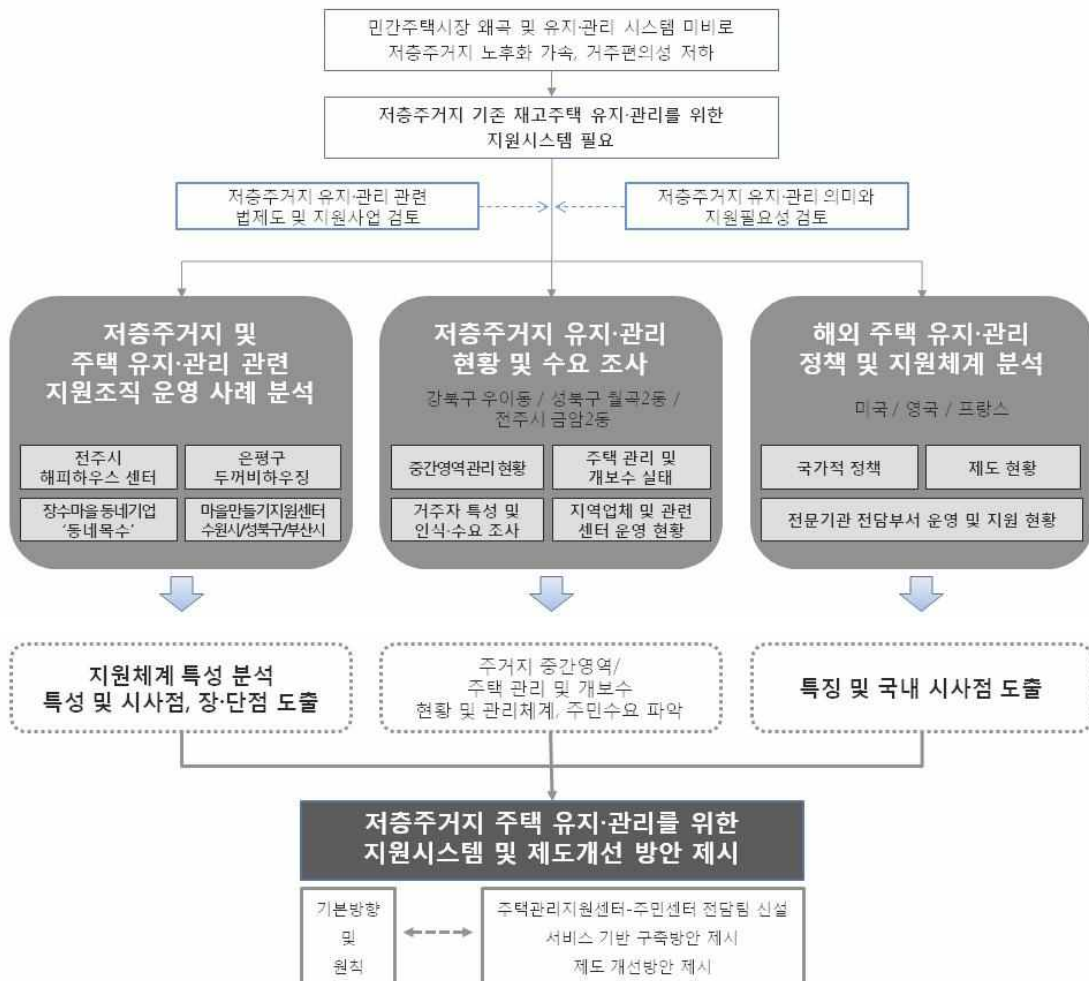 민간주택시장 왜곡 및 유지·관리 시스템 미비로
저층주거지 노후화 가속, 거주편의성 저하
저층주거지 기존 재고주택 유지·관리를 위한
지원시스템 필요
저층주거지 유지·관리 관련
법제도 및 지원사업 검토
저층주거지 유지·관리 의미와
지원필요성 검토
저층주거지 및
주택 유지·관리 관련
지원조직 운영 사례 분석
전주시
해피하우스 센터
은평구
두꺼비하우징
장수마을 동네기업
‘동네목수’
마을만들기지원센터
수원시/성북구/부산시
저층주거지 유지·관리
현황 및 수요 조사
강북구 우이동 / 성북구 월곡2동 /
전주시 금암2동
중간영역관리 현황
주택 관리 및
개보수 실태
거주자 특성 및
인식·수요 조사
지역업체 및 관련
센터 운영 현황
해외 주택 유지·관리
정책 및 지원체계 분석
미국 / 영국 / 프랑스
국가적 정책
제도 현황
전문기관 전담부서 운영 및 지원 현황
지원체계 특성 분석
특성 및 시사점, 장·단점 도출
주거지 중간영역/
주택 관리 및 개보수
현황 및 관리체계, 주민수요 파악
특징 및 국내 시사점 도출
저층주거지 주택 유지·관리를 위한
지원시스템 및 제도개선 방안 제시
기본방향
및
원칙
주택관리지원센터-주민센터 전담팀 신설
서비스 기반 구축방안 제시
제도 개선방안 제시